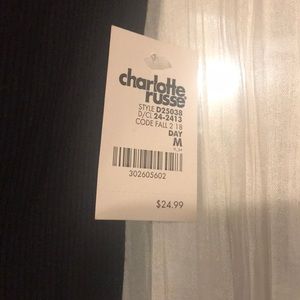 charlotte
russe
STYLE D25038
D/CL 24-2413
CODE FALL 2 18
DAY
M
302605602
$24.99